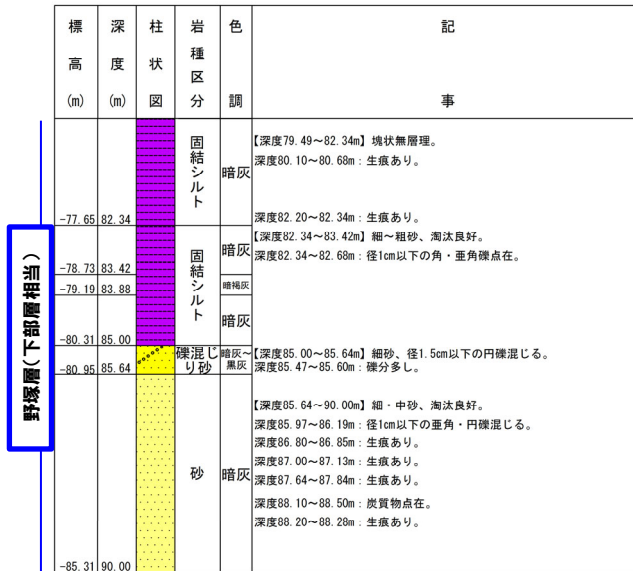 標高(m) 深度(m) 柱状図 岩種区分 色調 記事
野塚層(下部層相当)
固結シルト 暗灰
【深度79.49～82.34m】塊状無層理。
深度80.10～80.68m：生痕あり。
深度82.20～82.34m：生痕あり。
-77.65 82.34
固結シルト 暗灰
【深度82.34～83.42m】細～粗砂、淘汰良好。
深度82.34～82.68m：径1cm以下の角・亜角礫点在。
-78.73 83.42
暗褐灰
-79.19 83.88
暗灰
-80.31 85.00
礫混じり砂 暗灰～黒灰
【深度85.00～85.64m】細砂、径1.5cm以下の円礫混じる。
深度85.47～85.60m：礫分多し。
-80.95 85.64
砂 暗灰
【深度85.64～90.00m】細・中砂、淘汰良好。
深度85.97～86.19m：径1cm以下の亜角・円礫混じる。
深度86.80～86.85m：生痕あり。
深度87.00～87.13m：生痕あり。
深度87.64～87.84m：生痕あり。
深度88.10～88.50m：炭質物点在。
深度88.20～88.28m：生痕あり。
-85.31 90.00